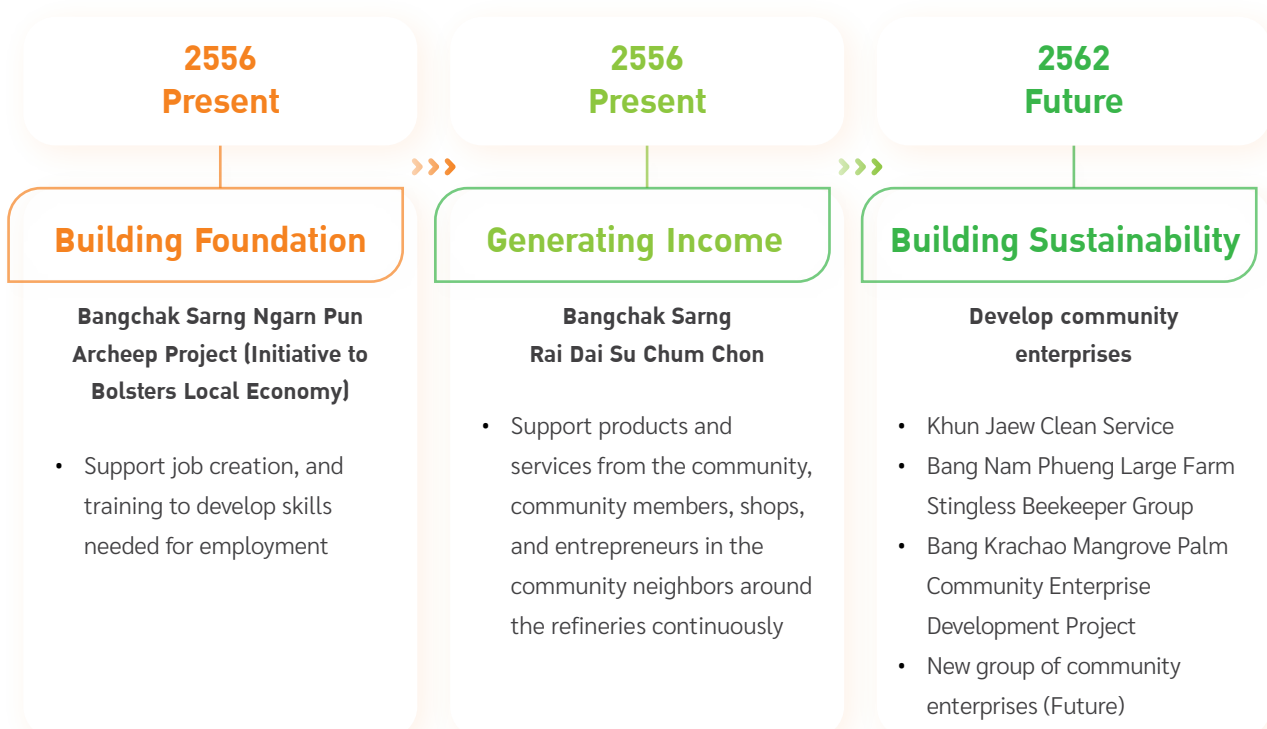 2556
Present
Building Foundation
Bangchak Sarng Ngarn Pun
Archeep Project (Initiative to
Bolsters Local Economy)
• Support job creation, and
training to develop skills
needed for employment
2556
Present
Generating Income
Bangchak Sarng
Rai Dai Su Chum Chon
• Support products and
services from the community,
community members, shops,
and entrepreneurs in the
community neighbors around
the refineries continuously
2562
Future
Building Sustainability
Develop community
enterprises
• Khun Jaew Clean Service
• Bang Nam Phueng Large Farm
Stingless Beekeeper Group
• Bang Krachao Mangrove Palm
Community Enterprise
Development Project
• New group of community
enterprises (Future)